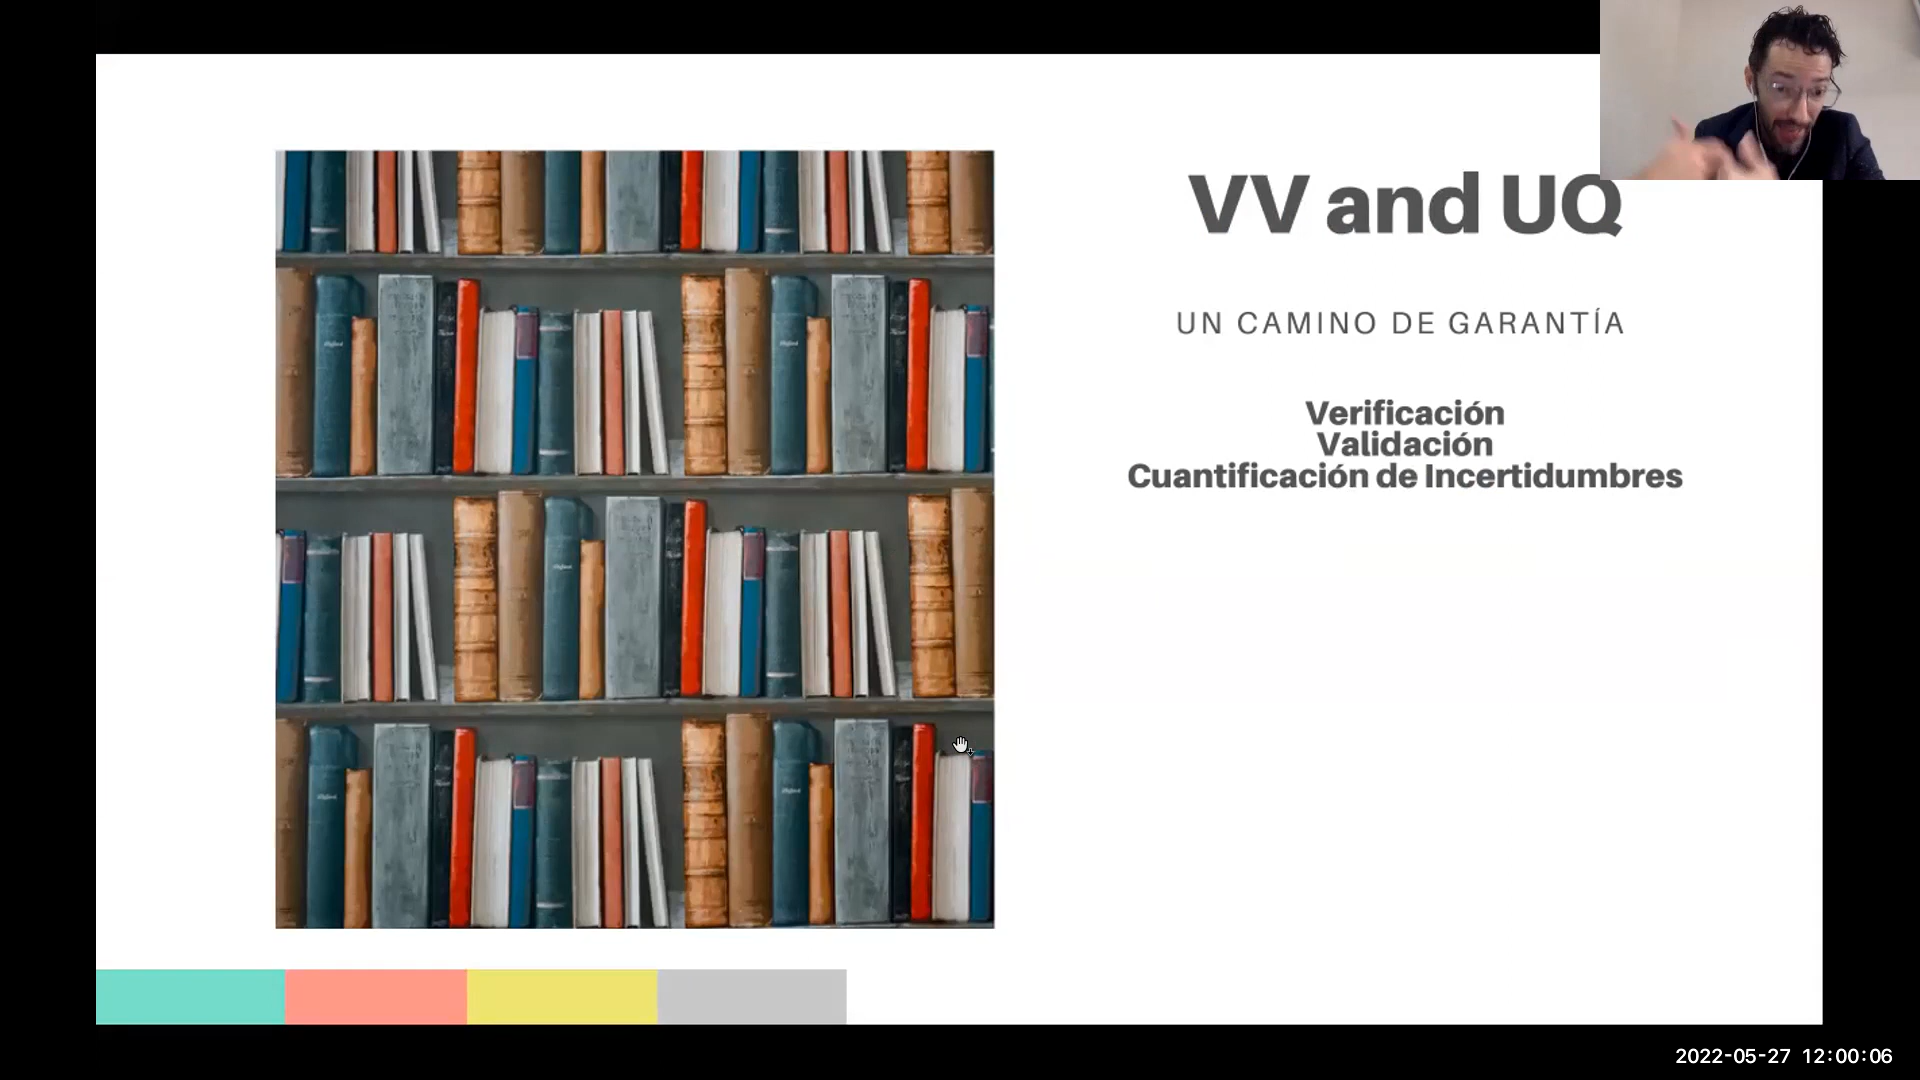 VV and UQ
UN CAMINO DE GARANTÍA
Verificación
Validación
Cuantificación de Incertidumbres
2022-05-27 12:00:06